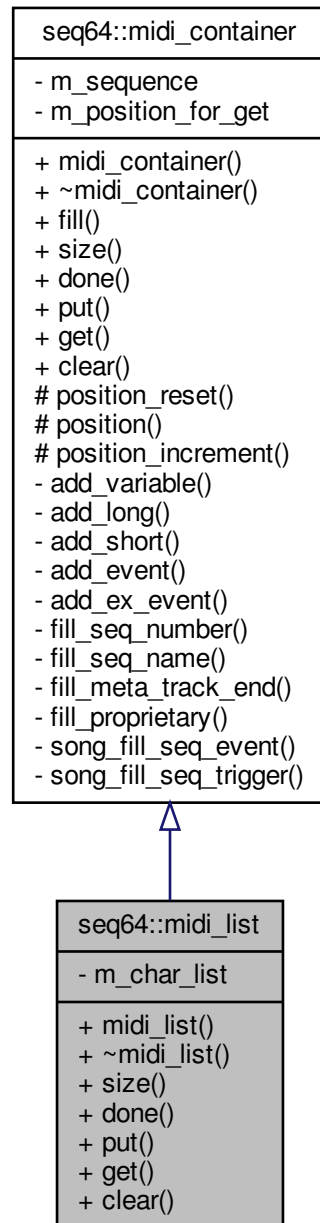 seq64::midi_container
- m_sequence
- m_position_for_get
+ midi_container()
+ ~midi_container()
+ fill()
+ size()
+ done()
+ put()
+ get()
+ clear()
# position_reset()
# position()
# position_increment()
- add_variable()
- add_long()
- add_short()
- add_event()
- add_ex_event()
- fill_seq_number()
- fill_seq_name()
- fill_meta_track_end()
- fill_proprietary()
- song_fill_seq_event()
- song_fill_seq_trigger()
seq64::midi_list
- m_char_list
+ midi_list()
+ ~midi_list()
+ size()
+ done()
+ put()
+ get()
+ clear()